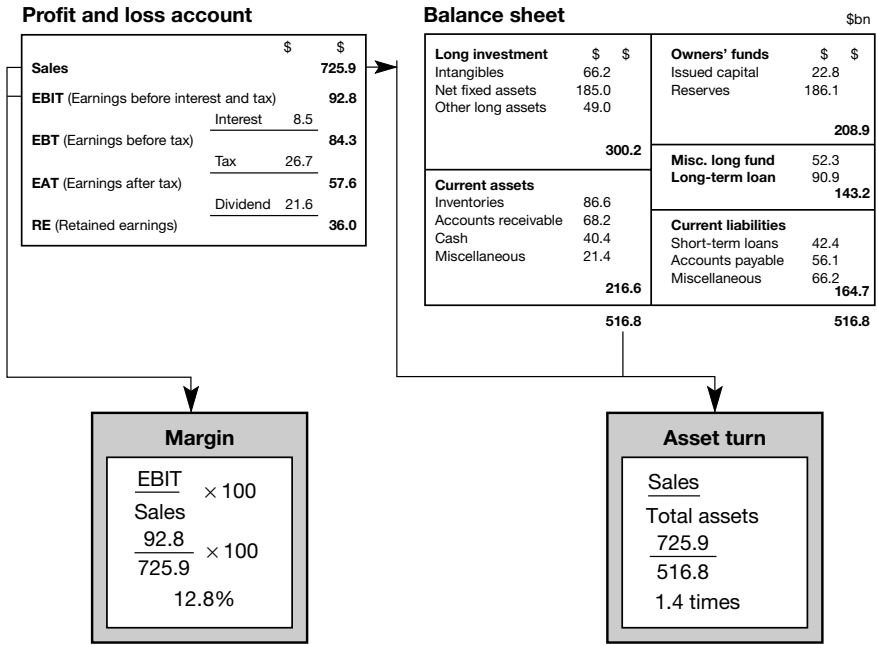 Profit and loss account
$ $
Sales 725.9
EBIT (Earnings before interest and tax) 92.8
Interest 8.5
EBT (Earnings before tax) 84.3
Tax 26.7
EAT (Earnings after tax) 57.6
Dividend 21.6
RE (Retained earnings) 36.0
Balance sheet
$bn
Long investment $ $
Intangibles 66.2
Net fixed assets 185.0
Other long assets 49.0
300.2
Current assets
Inventories 86.6
Accounts receivable 68.2
Cash 40.4
Miscellaneous 21.4
216.6
516.8
Owners' funds $ $
Issued capital 22.8
Reserves 186.1
208.9
Misc. long fund 52.3
Long-term loan 90.9
143.2
Current liabilities
Short-term loans 42.4
Accounts payable 56.1
Miscellaneous 66.2
164.7
516.8
Margin
EBIT
× 100
Sales
92.8
× 100
725.9
12.8%
Asset turn
Sales
Total assets
725.9
516.8
1.4 times